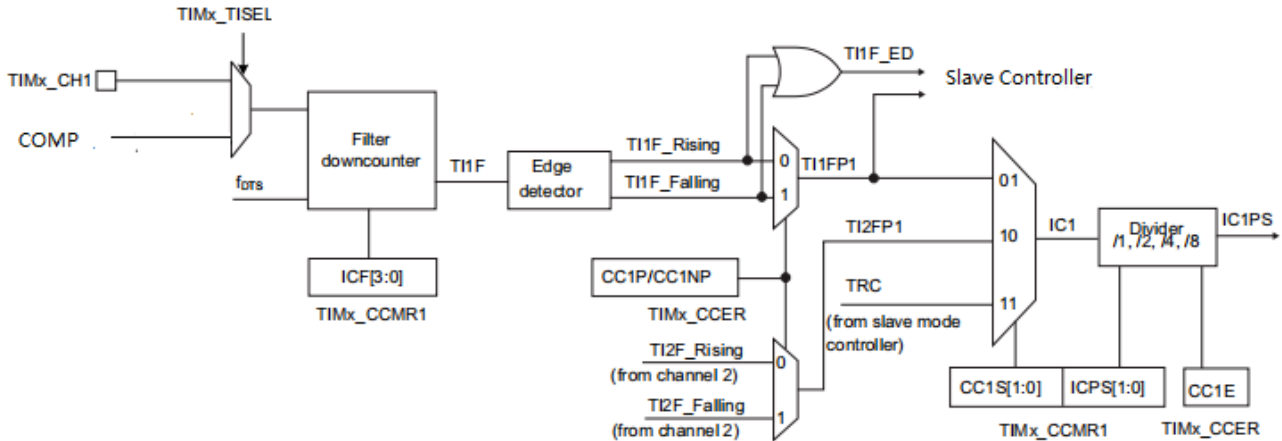 TIMx_TISEL
TIMx_CH1
COMP
f_DTS
Filter
downcounter
ICF[3:0]
TIMx_CCMR1
TI1F
Edge
detector
TI1F_Rising
TI1F_Falling
TI1F_ED
Slave Controller
0
1
TI1FP1
CC1P/CC1NP
TIMx_CCER
TI2F_Rising
(from channel 2)
TI2F_Falling
(from channel 2)
0
1
TI2FP1
TRC
(from slave mode
controller)
01
10
11
IC1
Divider
/1, /2, /4, /8
IC1PS
CC1S[1:0]
ICPS[1:0]
CC1E
TIMx_CCMR1
TIMx_CCER